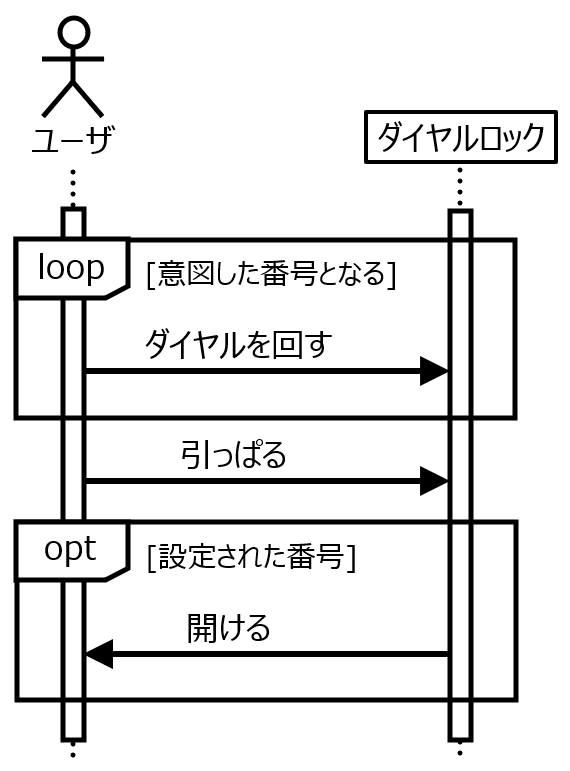 ユーザ
ダイヤルロック
loop
[意図した番号となる]
ダイヤルを回す
引っぱる
opt
[設定された番号]
開ける